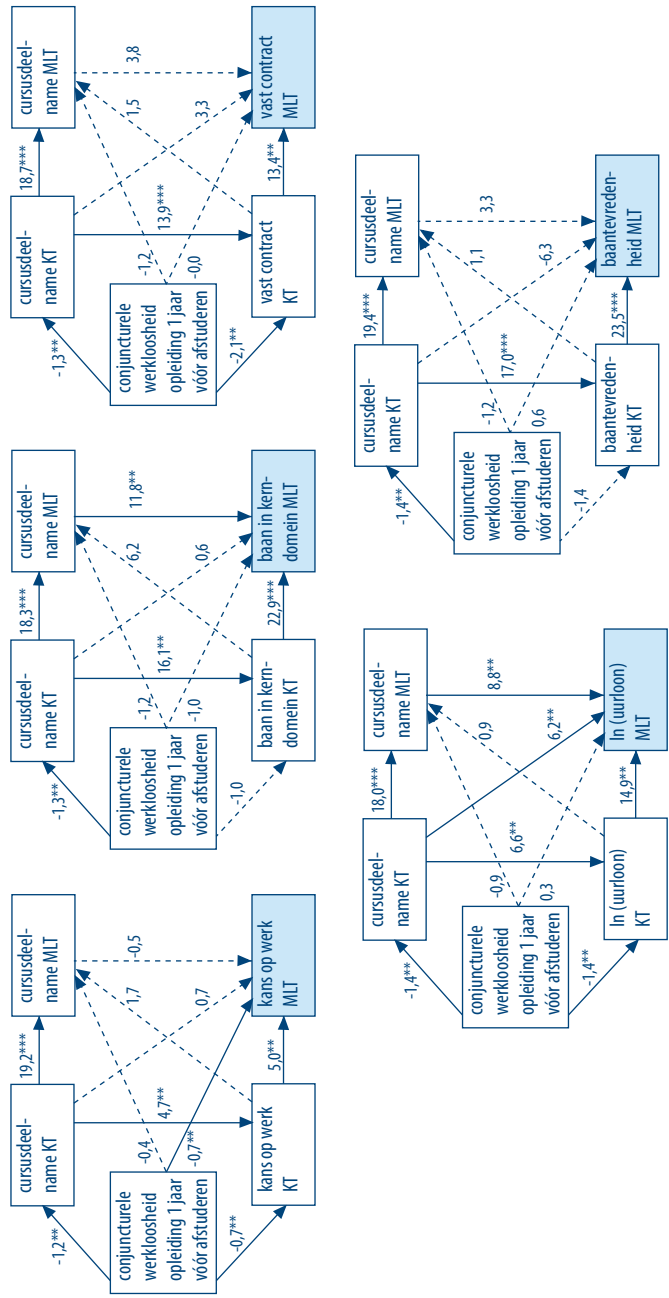 cursusdeel-
name KT
19,2***
cursusdeel-
name MLT
-1,2**
conjuncturele
werkloosheid
opleiding 1 jaar
vóór afstuderen
-0,4
-0,7**
4,7**
1,7
0,7
-0,5
-0,7**
kans op werk
KT
5,0**
kans op werk
MLT
cursusdeel-
name KT
18,3***
cursusdeel-
name MLT
-1,3**
conjuncturele
werkloosheid
opleiding 1 jaar
vóór afstuderen
-1,2
-1,0
16,1**
6,2
0,6
11,8**
-1,0
baan in kern-
domein KT
22,9***
baan in kern-
domein MLT
cursusdeel-
name KT
18,7***
cursusdeel-
name MLT
-1,3**
conjuncturele
werkloosheid
opleiding 1 jaar
vóór afstuderen
-1,2
-0,0
13,9***
1,5
3,3
3,8
-2,1**
vast contract
KT
13,4**
vast contract
MLT
cursusdeel-
name KT
18,0***
cursusdeel-
name MLT
-1,4**
conjuncturele
werkloosheid
opleiding 1 jaar
vóór afstuderen
-0,9
0,3
6,6**
0,9
6,2**
8,8**
-1,4**
ln (uurloon)
KT
14,9**
ln (uurloon)
MLT
cursusdeel-
name KT
19,4***
cursusdeel-
name MLT
-1,4**
conjuncturele
werkloosheid
opleiding 1 jaar
vóór afstuderen
-1,2
0,6
17,0***
1,1
-6,3
3,3
-1,4
baantevreden-
heid KT
23,5***
baantevreden-
heid MLT